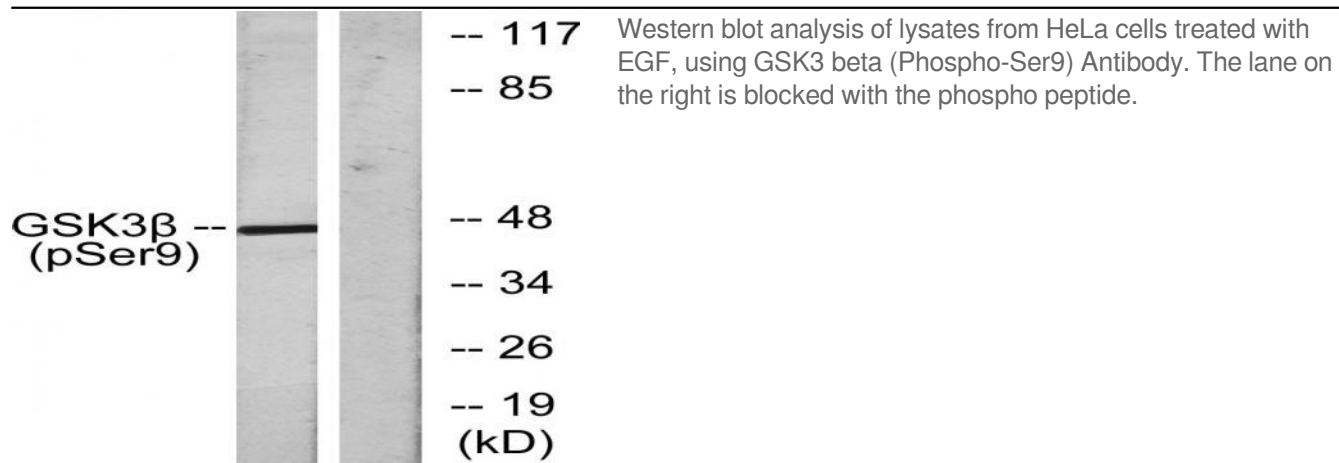 -- 117
-- 85
GSK3β --
(pSer9)
-- 48
-- 34
-- 26
-- 19
(kD)
Western blot analysis of lysates from HeLa cells treated with
EGF, using GSK3 beta (Phospho-Ser9) Antibody. The lane on
the right is blocked with the phospho peptide.